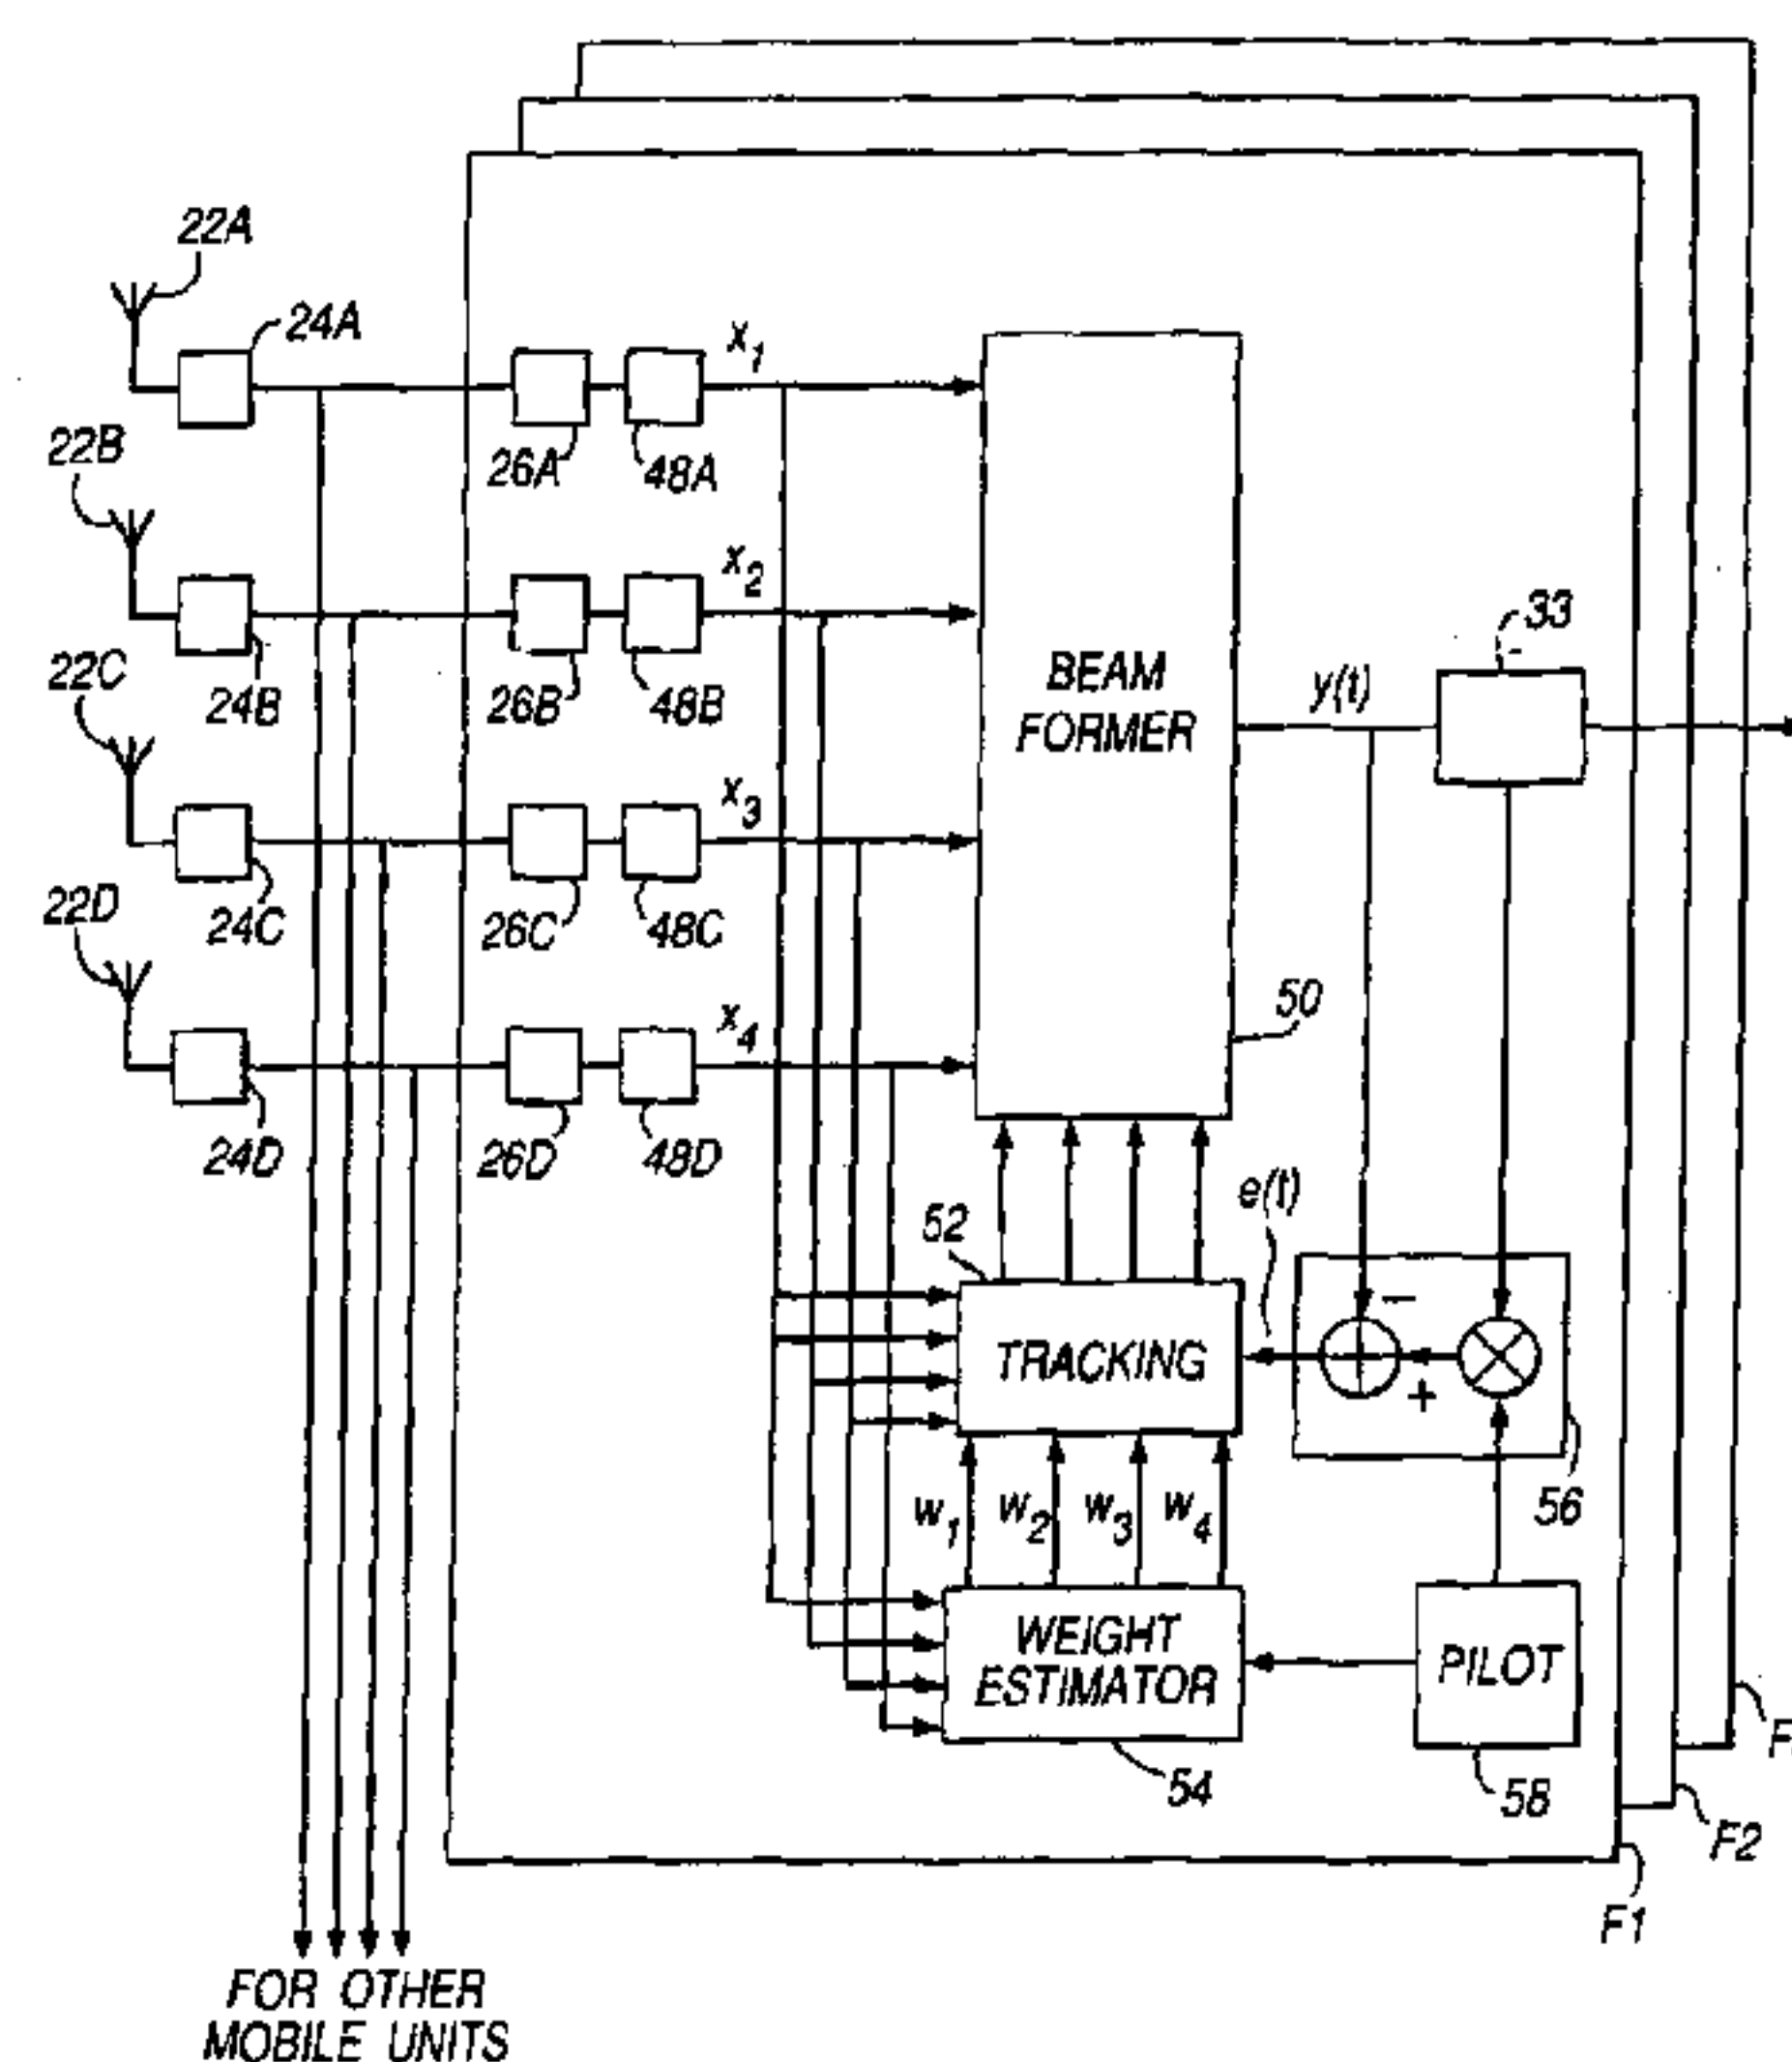 22A
24A
x1
26A
48A
22B
x2
24B
26B
48B
BEAM
FORMER
33
y(t)
22C
x3
24C
26C
48C
22D
x4
50
24D
26D
48D
52
e(t)
−
TRACKING
+
56
w1 w2 w3 w4
WEIGHT
ESTIMATOR
PILOT
54
58
F2
F1
FOR OTHER
MOBILE UNITS